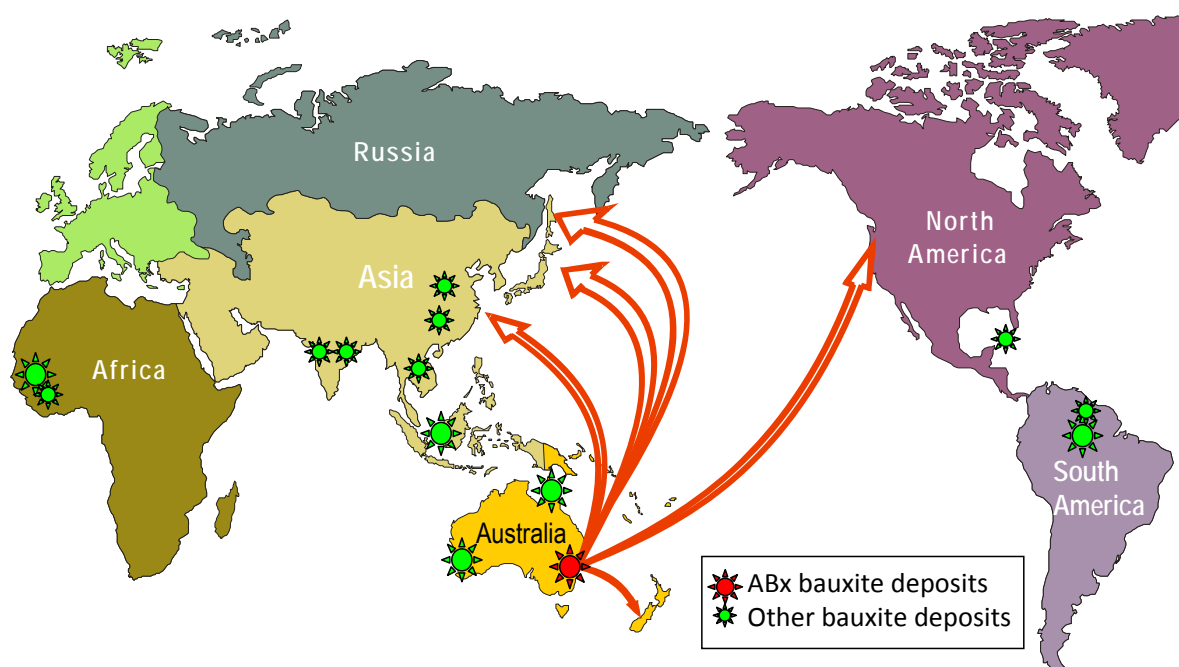 Russia
North
America
Asia
Africa
South
America
Australia
ABx bauxite deposits
Other bauxite deposits